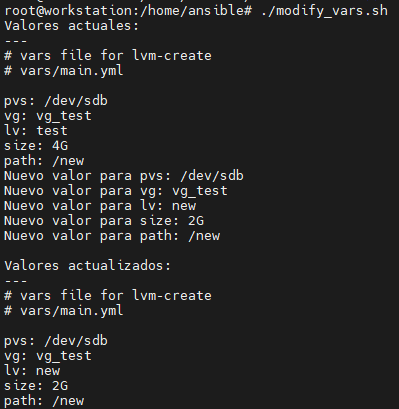 root@workstation:/home/ansible# ./modify_vars.sh
Valores actuales:
---
# vars file for lvm-create
# vars/main.yml

pvs: /dev/sdb
vg: vg_test
lv: test
size: 4G
path: /new
Nuevo valor para pvs: /dev/sdb
Nuevo valor para vg: vg_test
Nuevo valor para lv: new
Nuevo valor para size: 2G
Nuevo valor para path: /new

Valores actualizados:
---
# vars file for lvm-create
# vars/main.yml

pvs: /dev/sdb
vg: vg_test
lv: new
size: 2G
path: /new